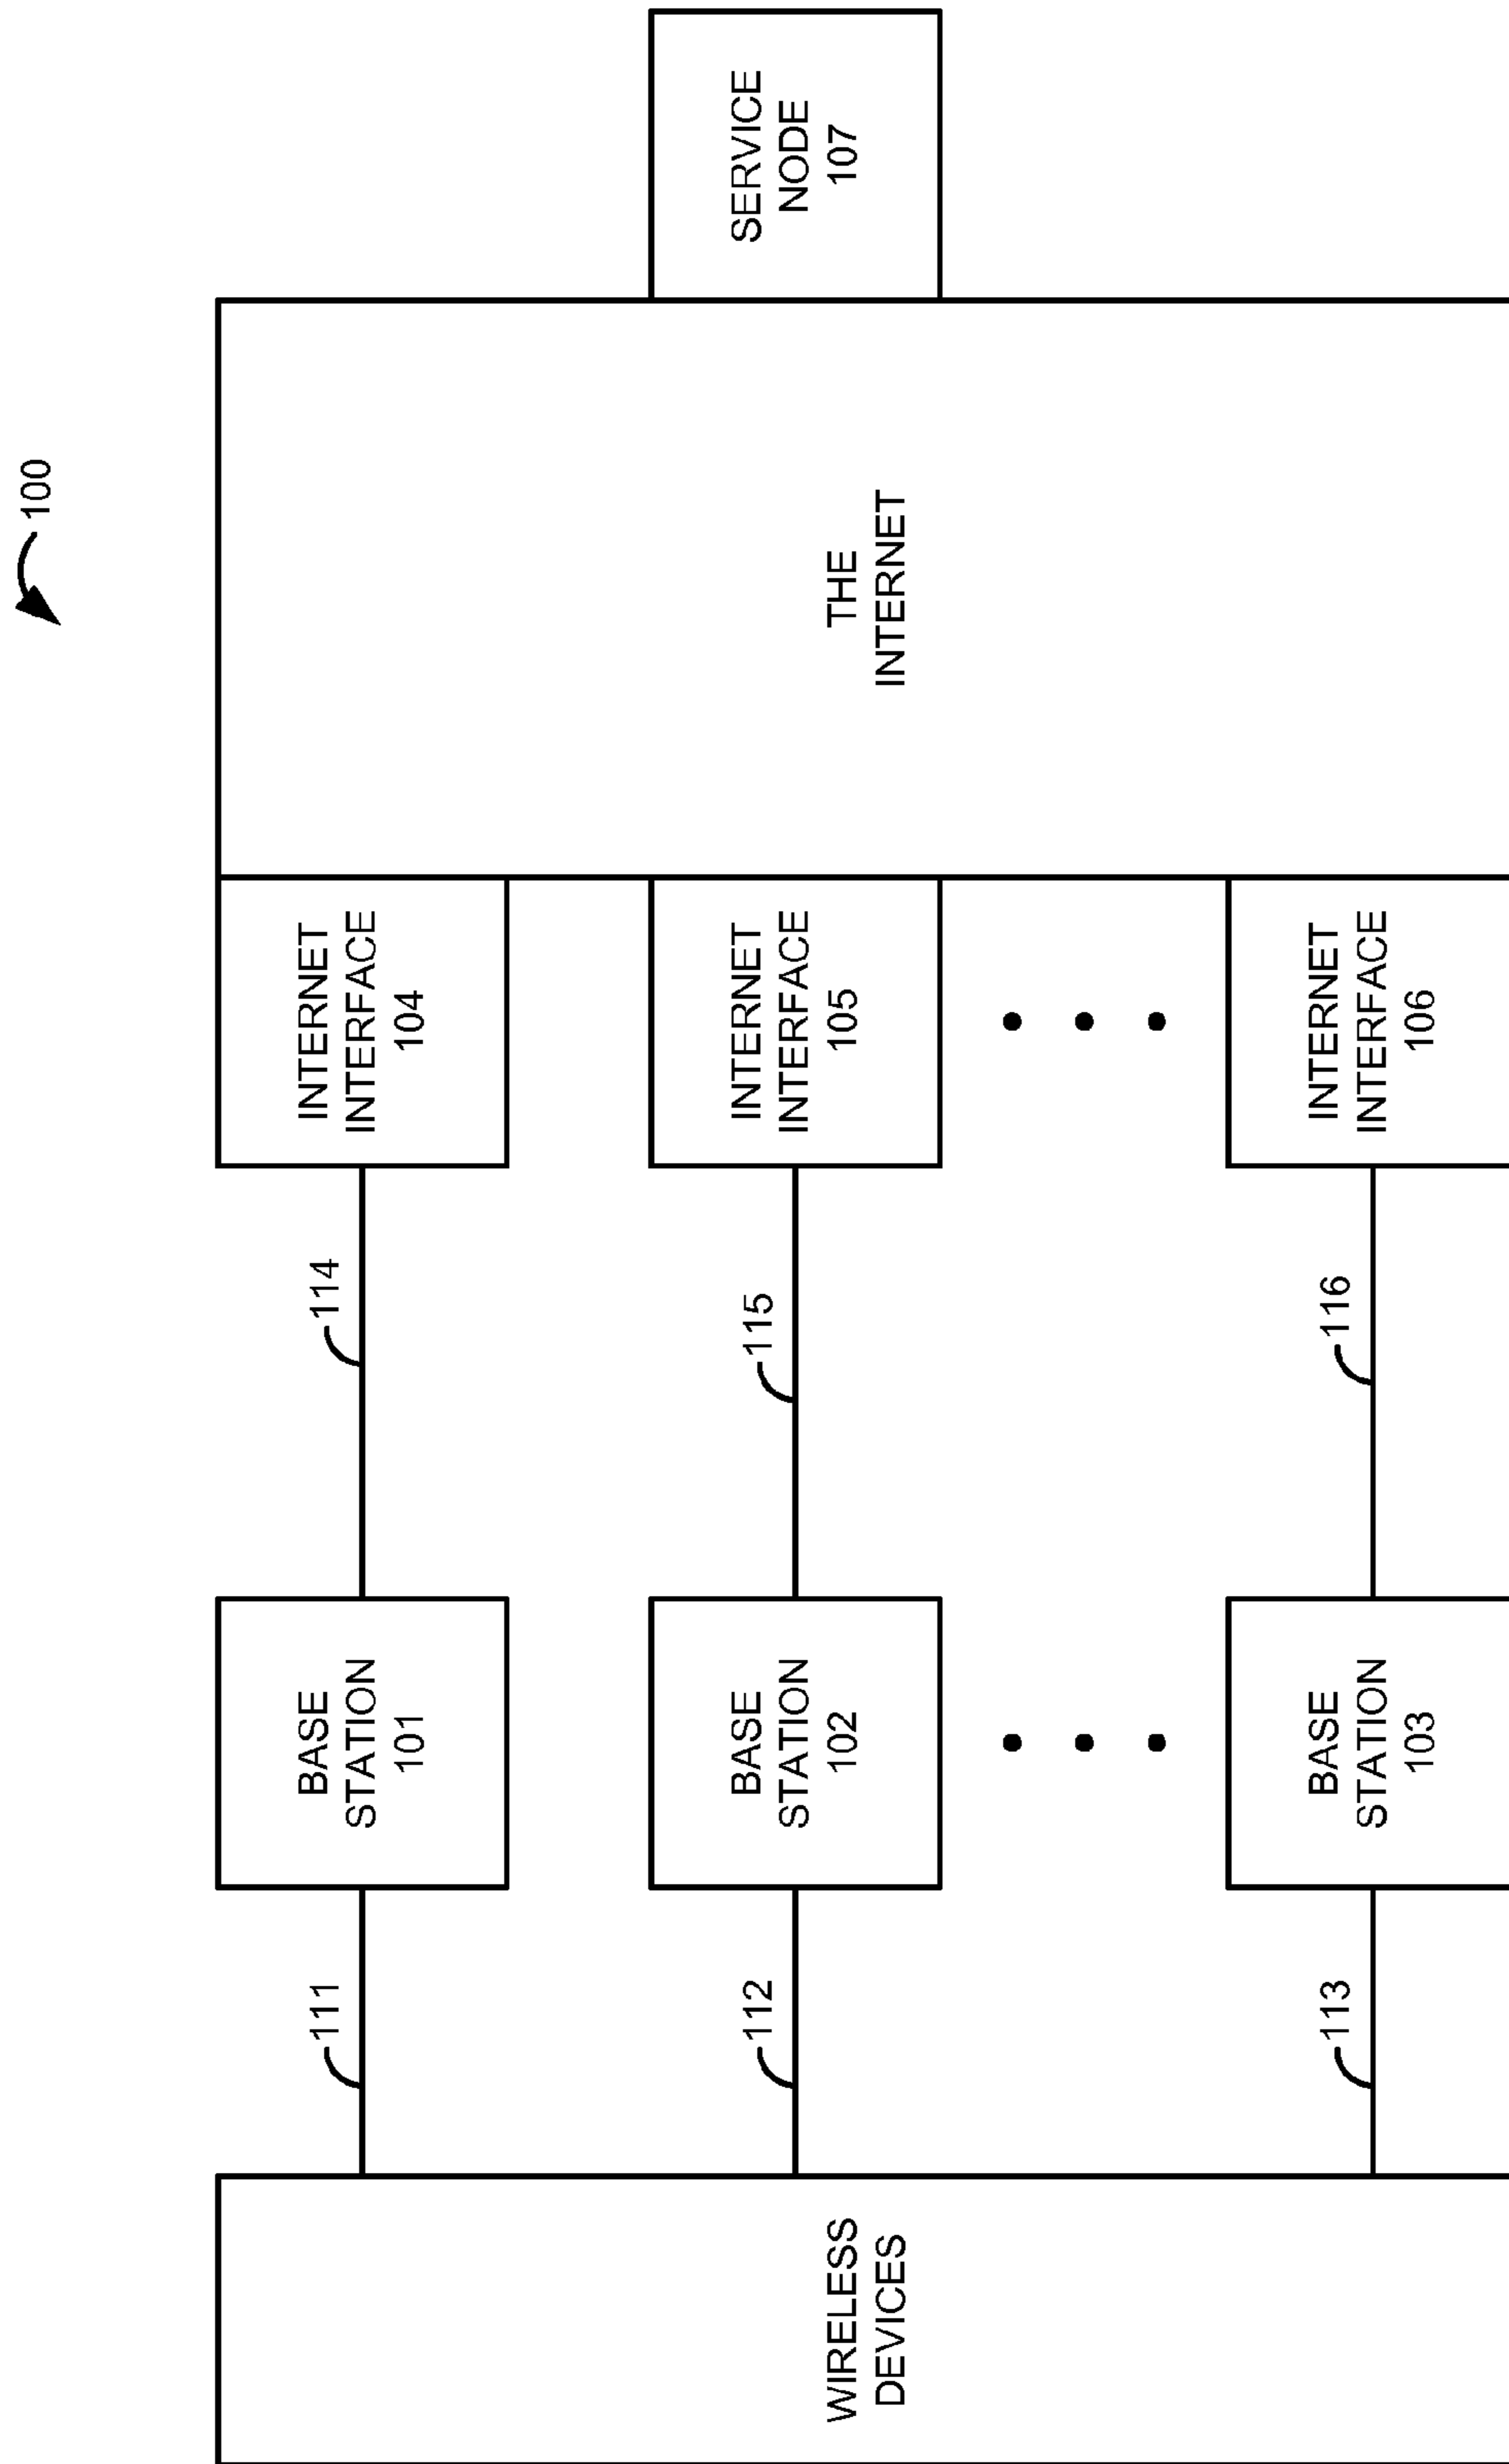 100
WIRELESS
DEVICES
111
BASE
STATION
101
114
INTERNET
INTERFACE
104
112
BASE
STATION
102
115
INTERNET
INTERFACE
105
113
BASE
STATION
103
116
INTERNET
INTERFACE
106
THE
INTERNET
SERVICE
NODE
107